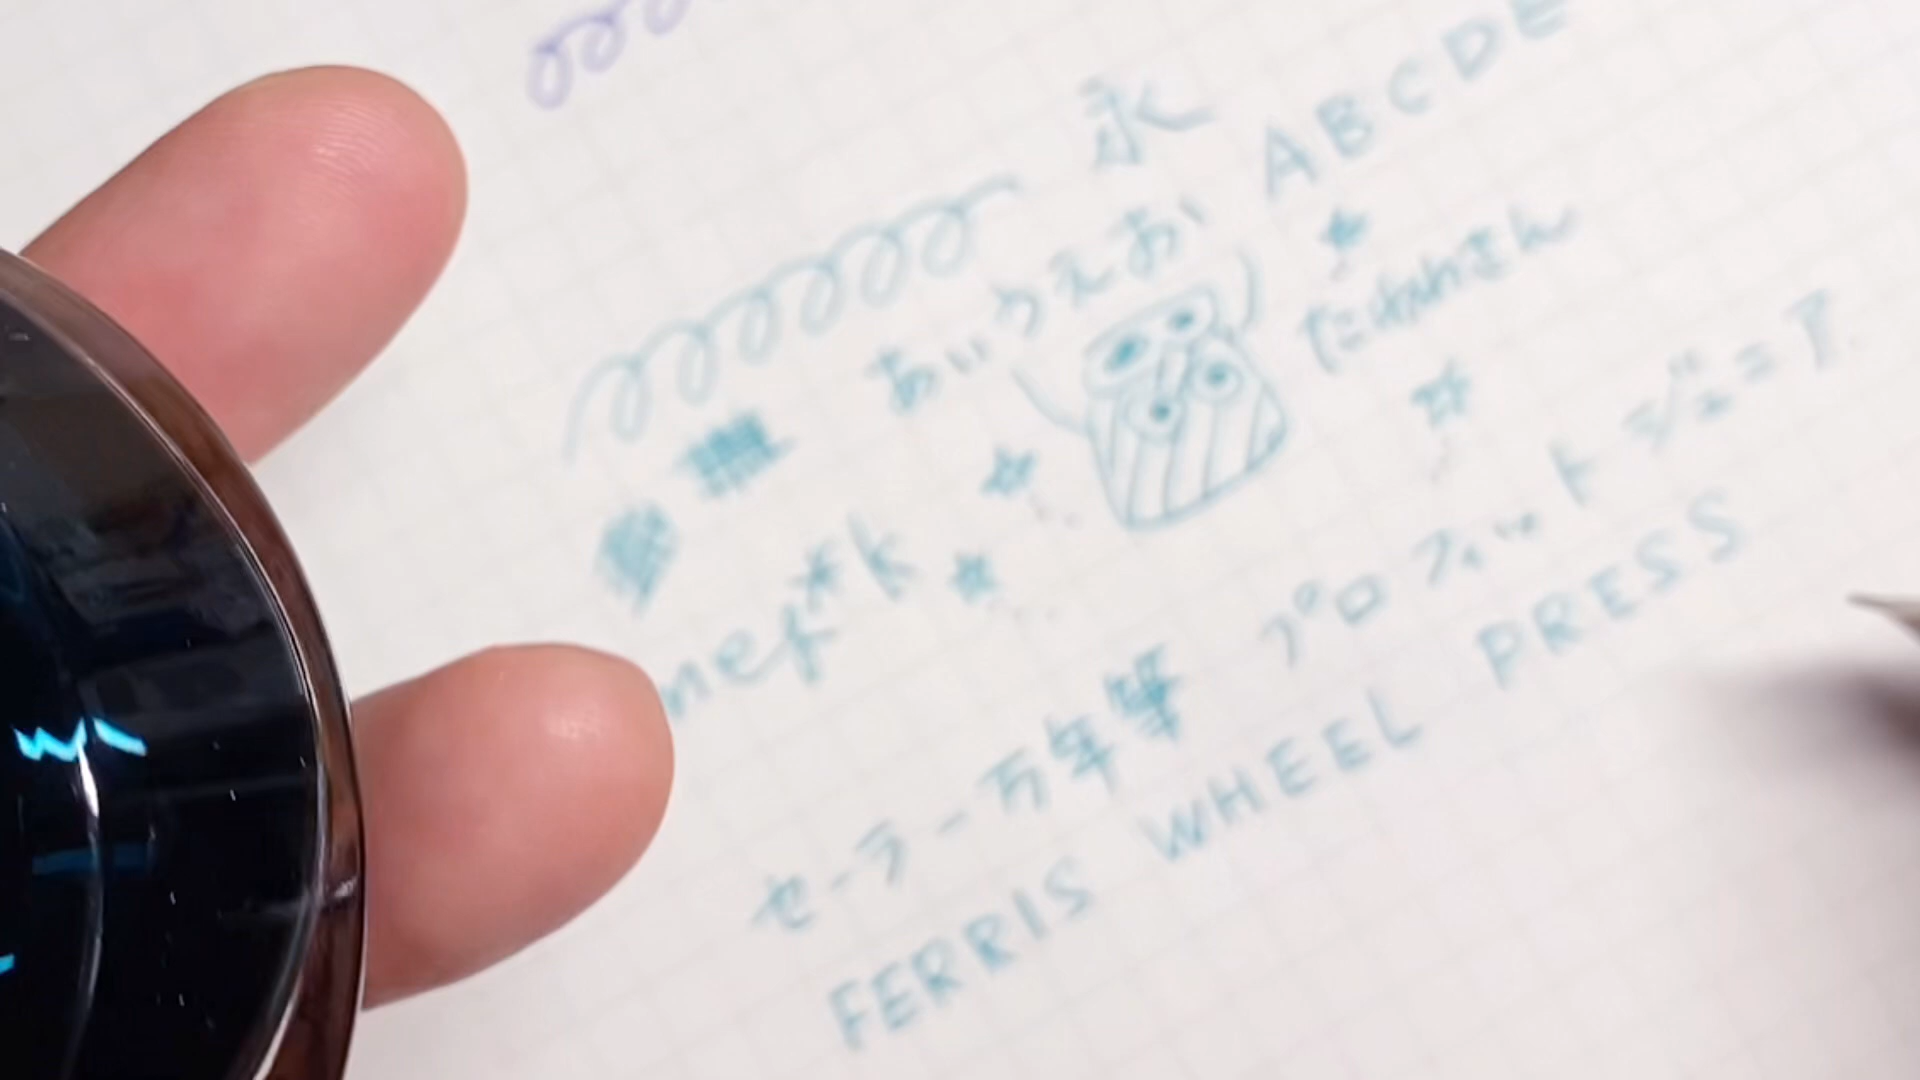 永
ABCDE
あいうえお
たぬかさん
セーラー万年筆 プロフィットジュニア
FERRIS WHEEL PRESS